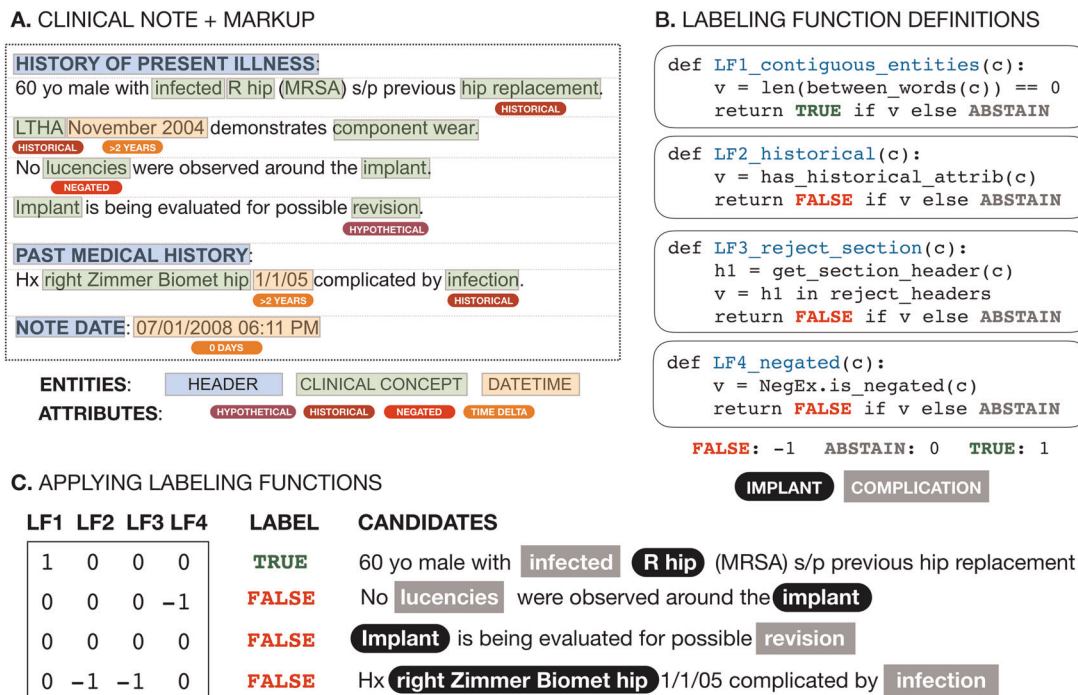 A. CLINICAL NOTE + MARKUP
HISTORY OF PRESENT ILLNESS:
60 yo male with infected R hip (MRSA) s/p previous hip replacement.
HISTORICAL
LTHA November 2004 demonstrates component wear.
HISTORICAL >2 YEARS
No lucencies were observed around the implant.
NEGATED
Implant is being evaluated for possible revision.
HYPOTHETICAL
PAST MEDICAL HISTORY:
Hx right Zimmer Biomet hip 1/1/05 complicated by infection.
>2 YEARS HISTORICAL
NOTE DATE: 07/01/2008 06:11 PM
0 DAYS
ENTITIES: HEADER CLINICAL CONCEPT DATETIME
ATTRIBUTES: HYPOTHETICAL HISTORICAL NEGATED TIME DELTA
B. LABELING FUNCTION DEFINITIONS
def LF1_contiguous_entities(c):
v = len(between_words(c)) == 0
return TRUE if v else ABSTAIN
def LF2_historical(c):
v = has_historical_attrib(c)
return FALSE if v else ABSTAIN
def LF3_reject_section(c):
h1 = get_section_header(c)
v = h1 in reject_headers
return FALSE if v else ABSTAIN
def LF4_negated(c):
v = NegEx.is_negated(c)
return FALSE if v else ABSTAIN
FALSE: -1 ABSTAIN: 0 TRUE: 1
IMPLANT COMPLICATION
C. APPLYING LABELING FUNCTIONS
LF1 LF2 LF3 LF4 LABEL CANDIDATES
1 0 0 0 TRUE 60 yo male with infected R hip (MRSA) s/p previous hip replacement
0 0 0 -1 FALSE No lucencies were observed around the implant
0 0 0 0 FALSE Implant is being evaluated for possible revision
0 -1 -1 0 FALSE Hx right Zimmer Biomet hip 1/1/05 complicated by infection